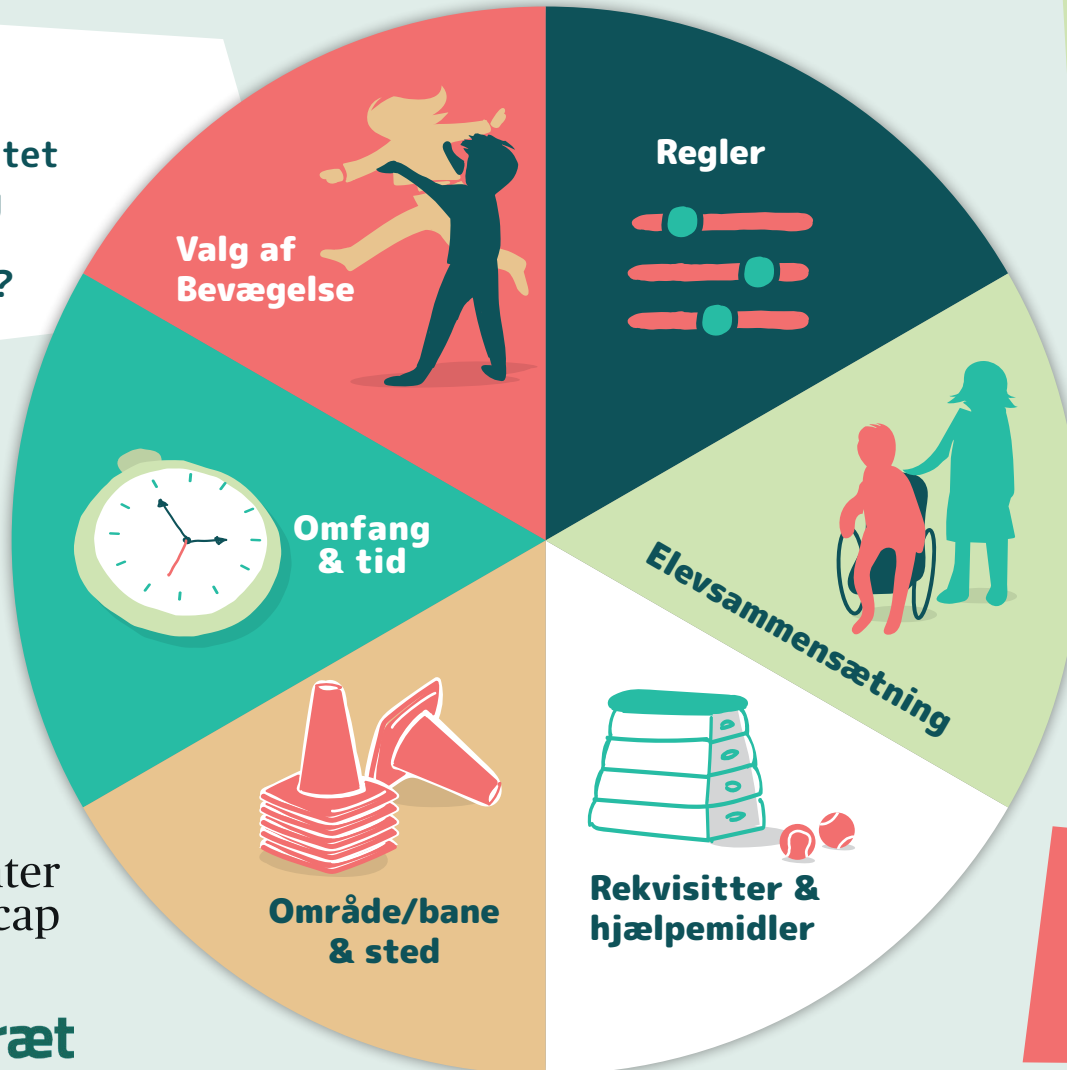 tet
?
Valg af
Bevægelse
Regler
Omfang
& tid
Elevsammensætning
Område/bane
& sted
Rekvisitter &
hjælpemidler
ter
cap
ræt